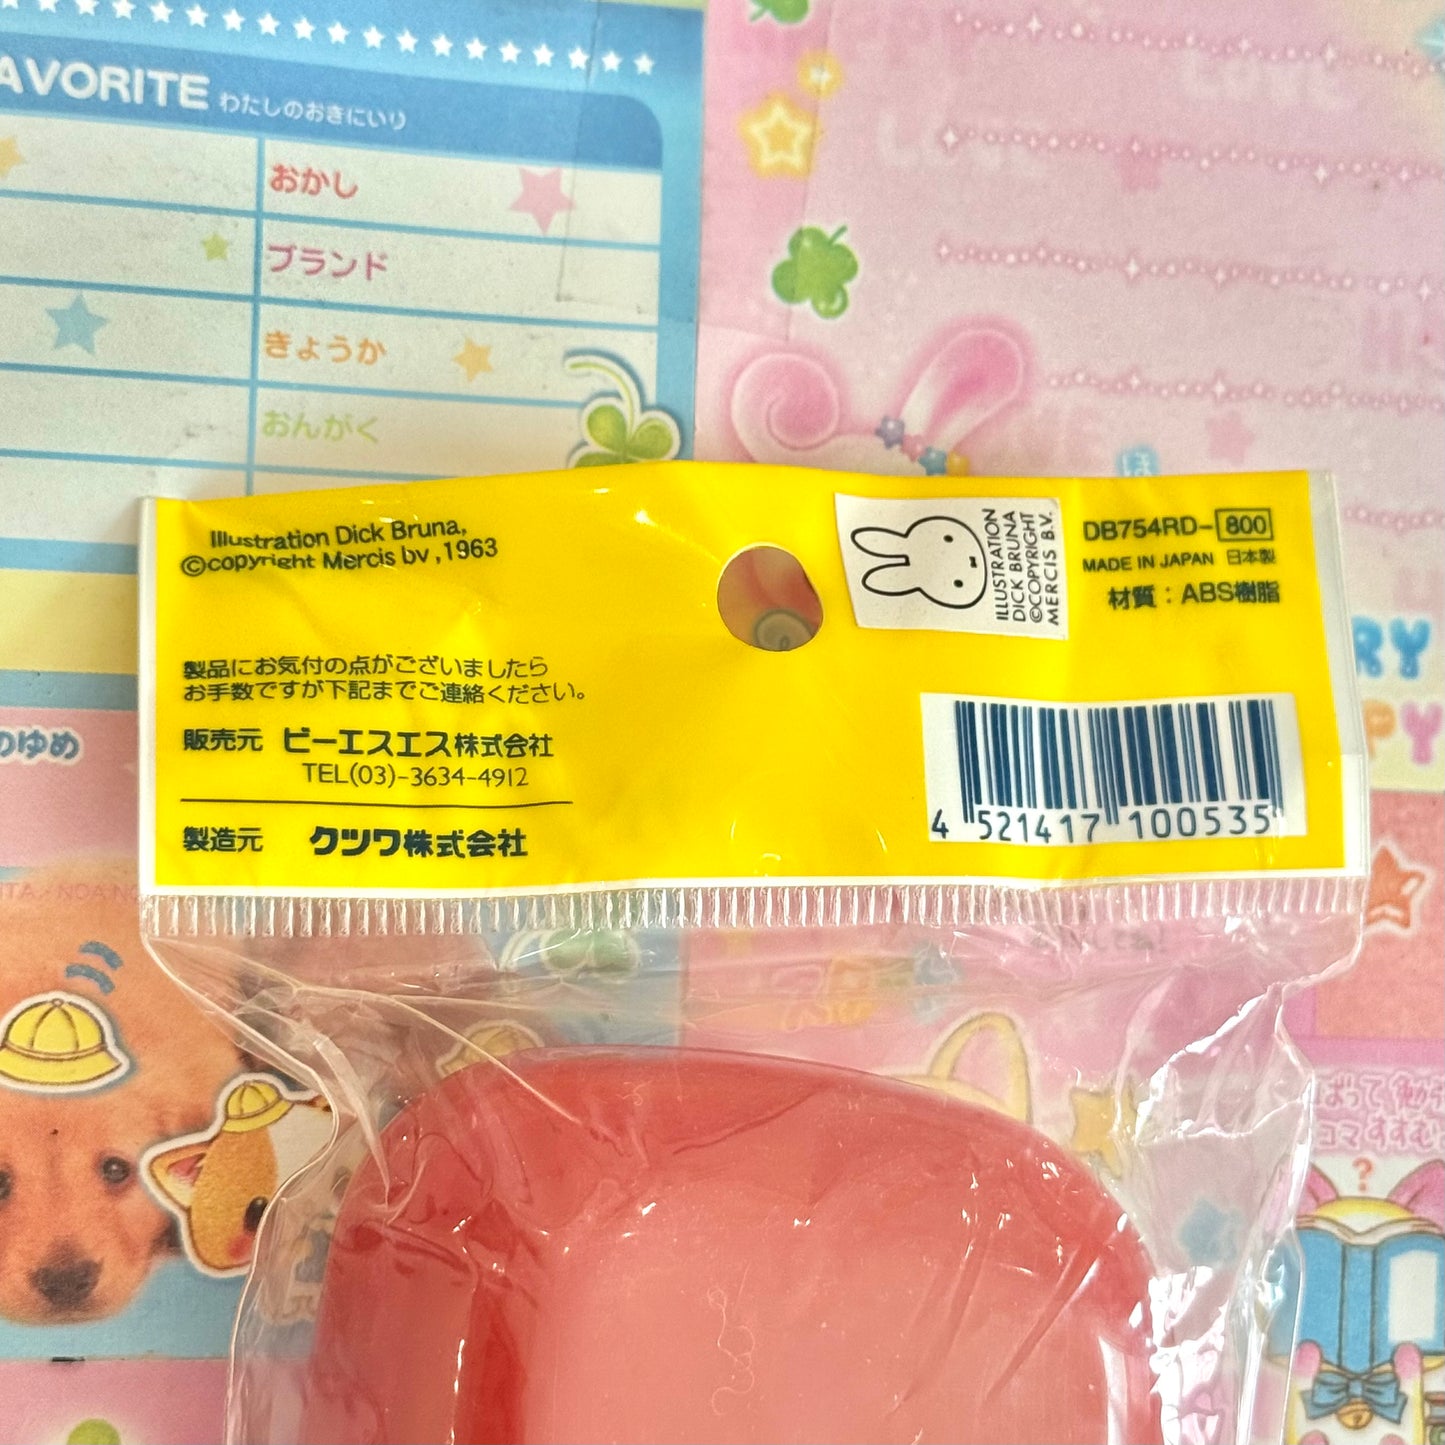 AVORITE わたしのおきにいり
おかし
ブランド
きょうか
おんがく
Illustration Dick Bruna,
©copyright Mercis bv ,1963
製品にお気付の点がございましたら
お手数ですが下記までご連絡ください。
販売元 ビーエスエス株式会社
TEL(03)-3634-4912
製造元 クツワ株式会社
ILLUSTRATION
DICK BRUNA
©COPYRIGHT
MERCIS B.V.
DB754RD-800
MADE IN JAPAN 日本製
材質：ABS樹脂
4 521417 100535
のゆめ
RY
PY
?